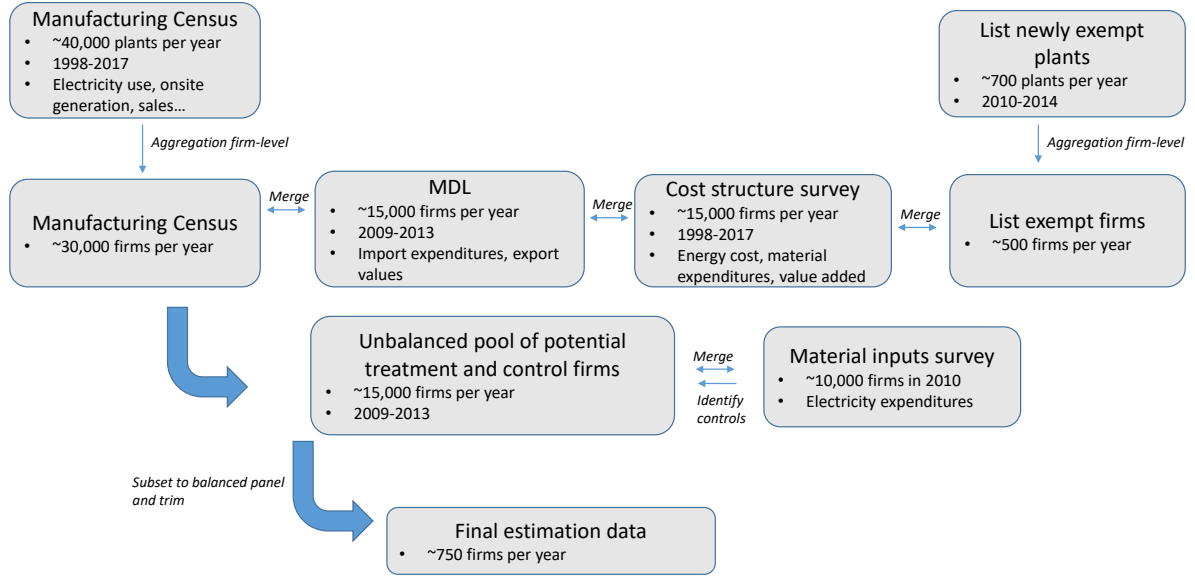 Manufacturing Census
• ~40,000 plants per year
• 1998-2017
• Electricity use, onsite
generation, sales…
List newly exempt
plants
• ~700 plants per year
• 2010-2014
Aggregation firm-level
Aggregation firm-level
Manufacturing Census
• ~30,000 firms per year
Merge
MDL
• ~15,000 firms per year
• 2009-2013
• Import expenditures, export
values
Merge
Cost structure survey
• ~15,000 firms per year
• 1998-2017
• Energy cost, material
expenditures, value added
Merge
List exempt firms
• ~500 firms per year
Unbalanced pool of potential
treatment and control firms
• ~15,000 firms per year
• 2009-2013
Merge
Identify
controls
Material inputs survey
• ~10,000 firms in 2010
• Electricity expenditures
Subset to balanced panel
and trim
Final estimation data
• ~750 firms per year